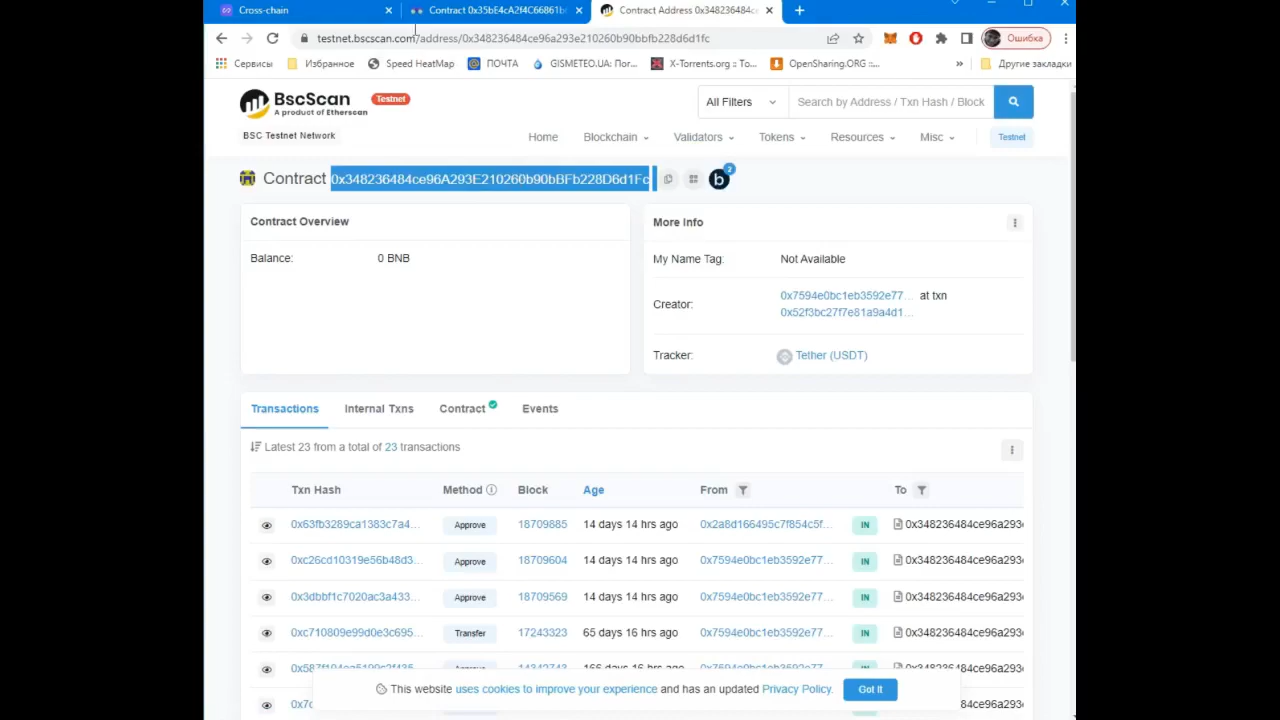 Cross-chain
Contract 0x35bE4cA2f4C66861b
Contract Address 0x348236484ce
testnet.bscscan.com/address/0x348236484ce96a293e210260b90bbfb228d6d1fc
Ошибка
Сервисы
Избранное
Speed HeatMap
ПОЧТА
GISMETEO.UA: Пог...
X-Torrents.org :: To...
OpenSharing.ORG ::...
»
Другие закладки
BscScan
Testnet
A product of Etherscan
BSC Testnet Network
All Filters
Search by Address / Txn Hash / Block
Home
Blockchain
Validators
Tokens
Resources
Misc
Testnet
Contract 0x348236484ce96A293E210260b90bBFb228D6d1Fc
b
2
Contract Overview
Balance: 0 BNB
More Info
My Name Tag: Not Available
Creator: 0x7594e0bc1eb3592e77... at txn
0x52f3bc27f7e81a9a4d1...
Tracker: Tether (USDT)
Transactions
Internal Txns
Contract
Events
Latest 23 from a total of 23 transactions
Txn Hash Method Block Age From To
0x63fb3289ca1383c7a4... Approve 18709885 14 days 14 hrs ago 0x2a8d166495c7f854c5f... IN 0x348236484ce96a293
0xc26cd10319e56b48d3... Approve 18709604 14 days 14 hrs ago 0x7594e0bc1eb3592e77... IN 0x348236484ce96a293
0x3dbbf1c7020ac3a433... Approve 18709569 14 days 14 hrs ago 0x7594e0bc1eb3592e77... IN 0x348236484ce96a293
0xc710809e99d0e3c695... Transfer 17243323 65 days 16 hrs ago 0x7594e0bc1eb3592e77... IN 0x348236484ce96a293
This website uses cookies to improve your experience and has an updated Privacy Policy.
Got It